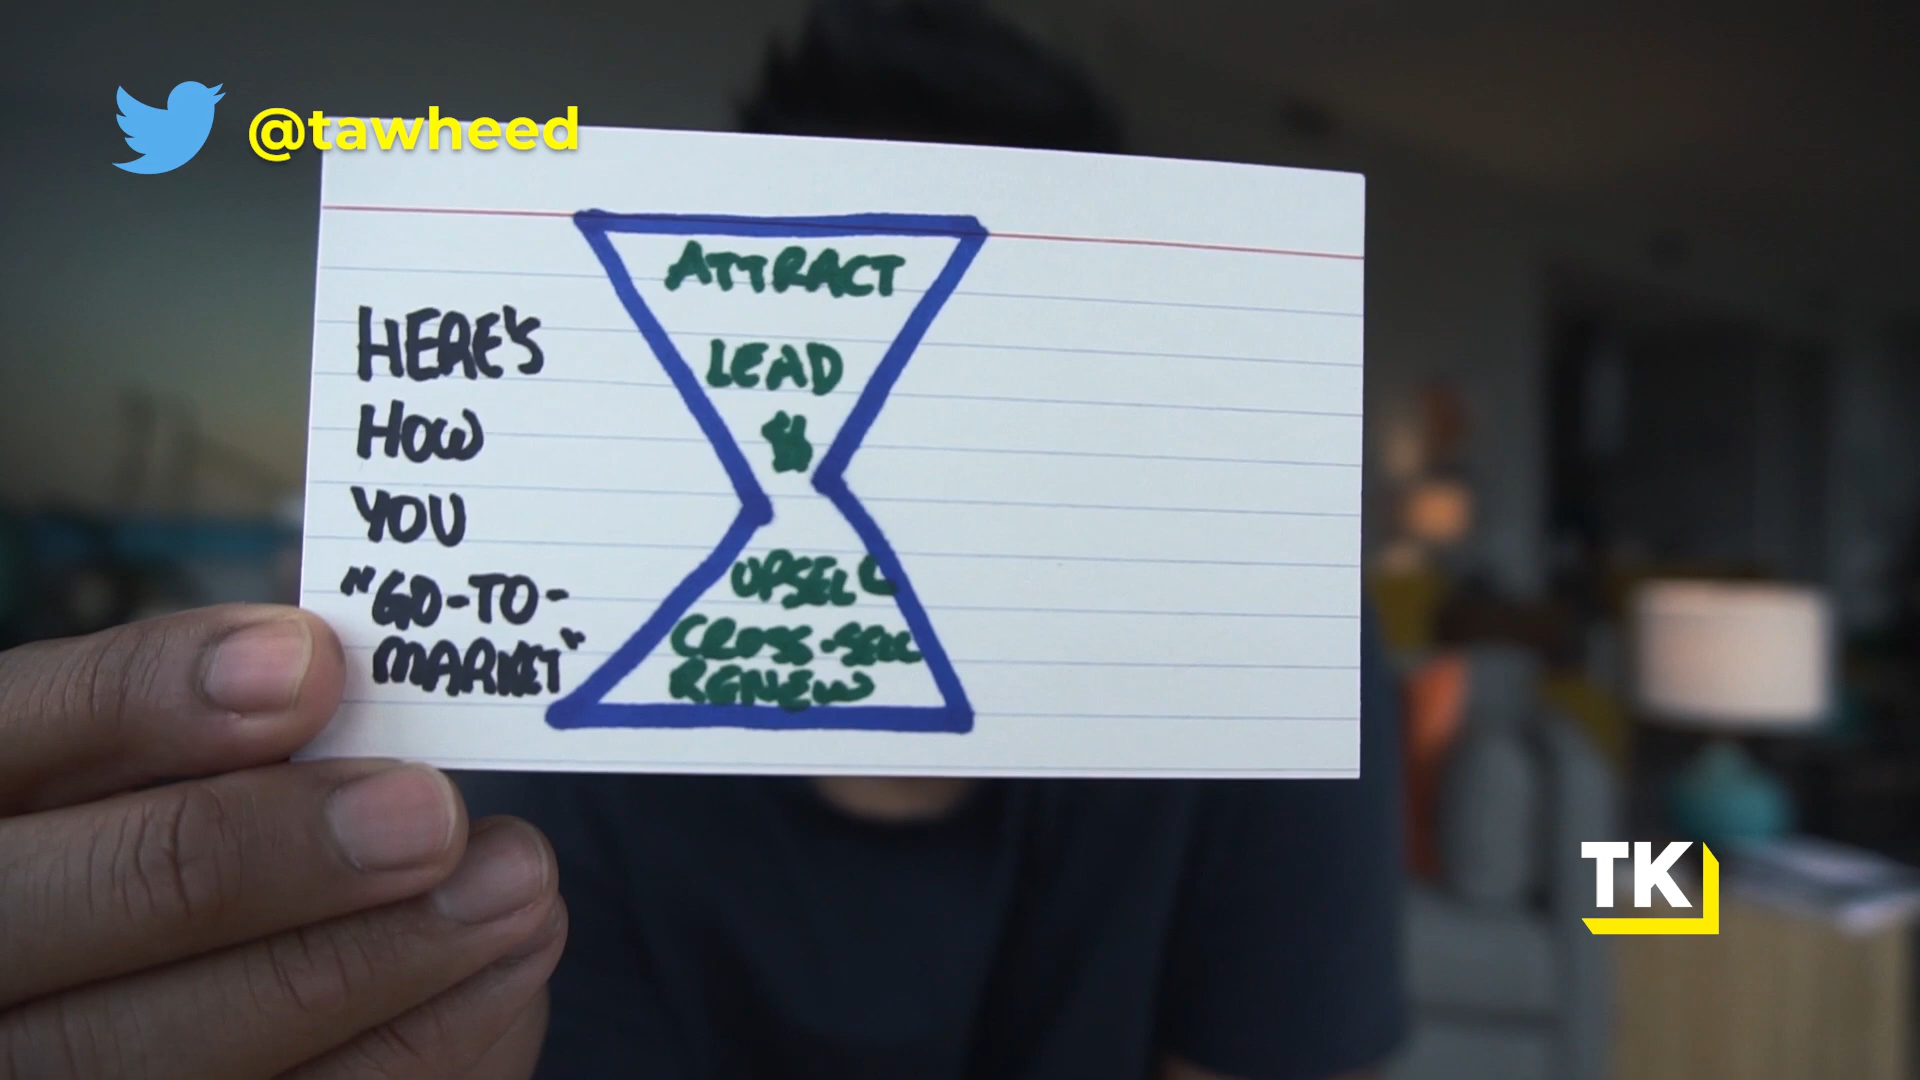 @tawheed
HERE'S
HOW
YOU
"GO-TO-
MARKET"
ATTRACT
LEAD
$
UPSELL
CROSS-SELL
RENEW
TK